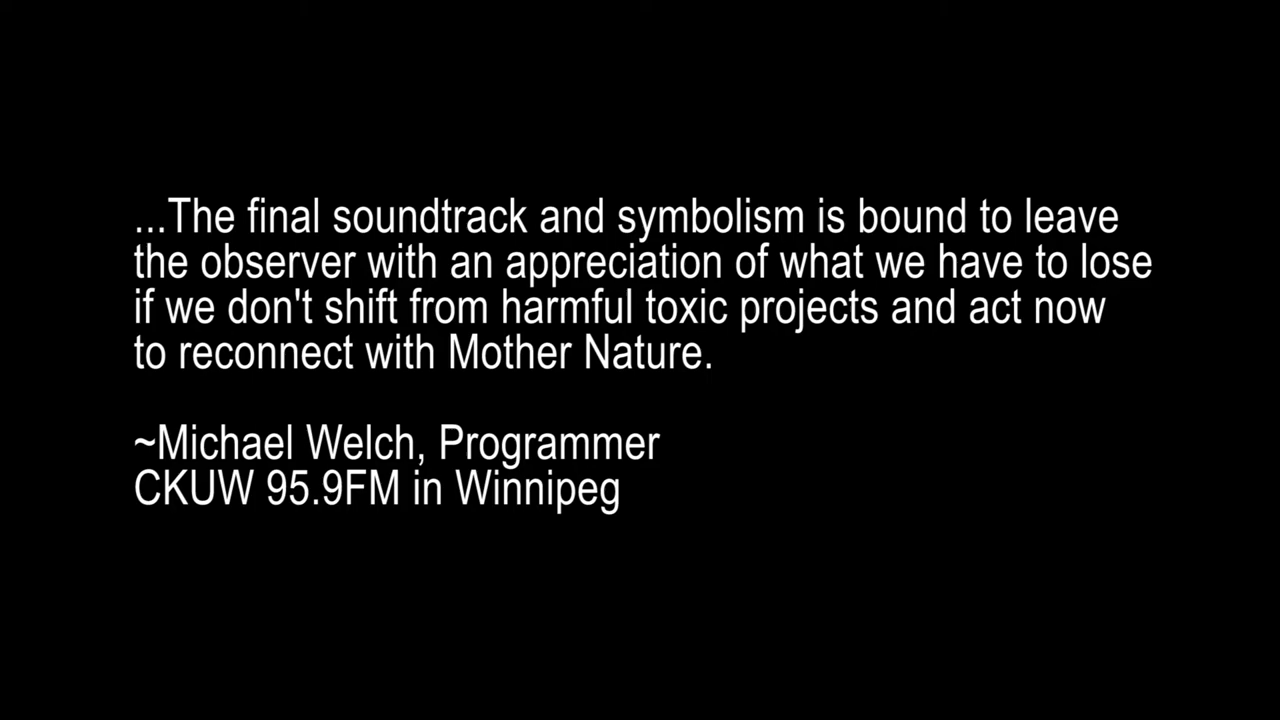 ...The final soundtrack and symbolism is bound to leave
the observer with an appreciation of what we have to lose
if we don't shift from harmful toxic projects and act now
to reconnect with Mother Nature.
~Michael Welch, Programmer
CKUW 95.9FM in Winnipeg